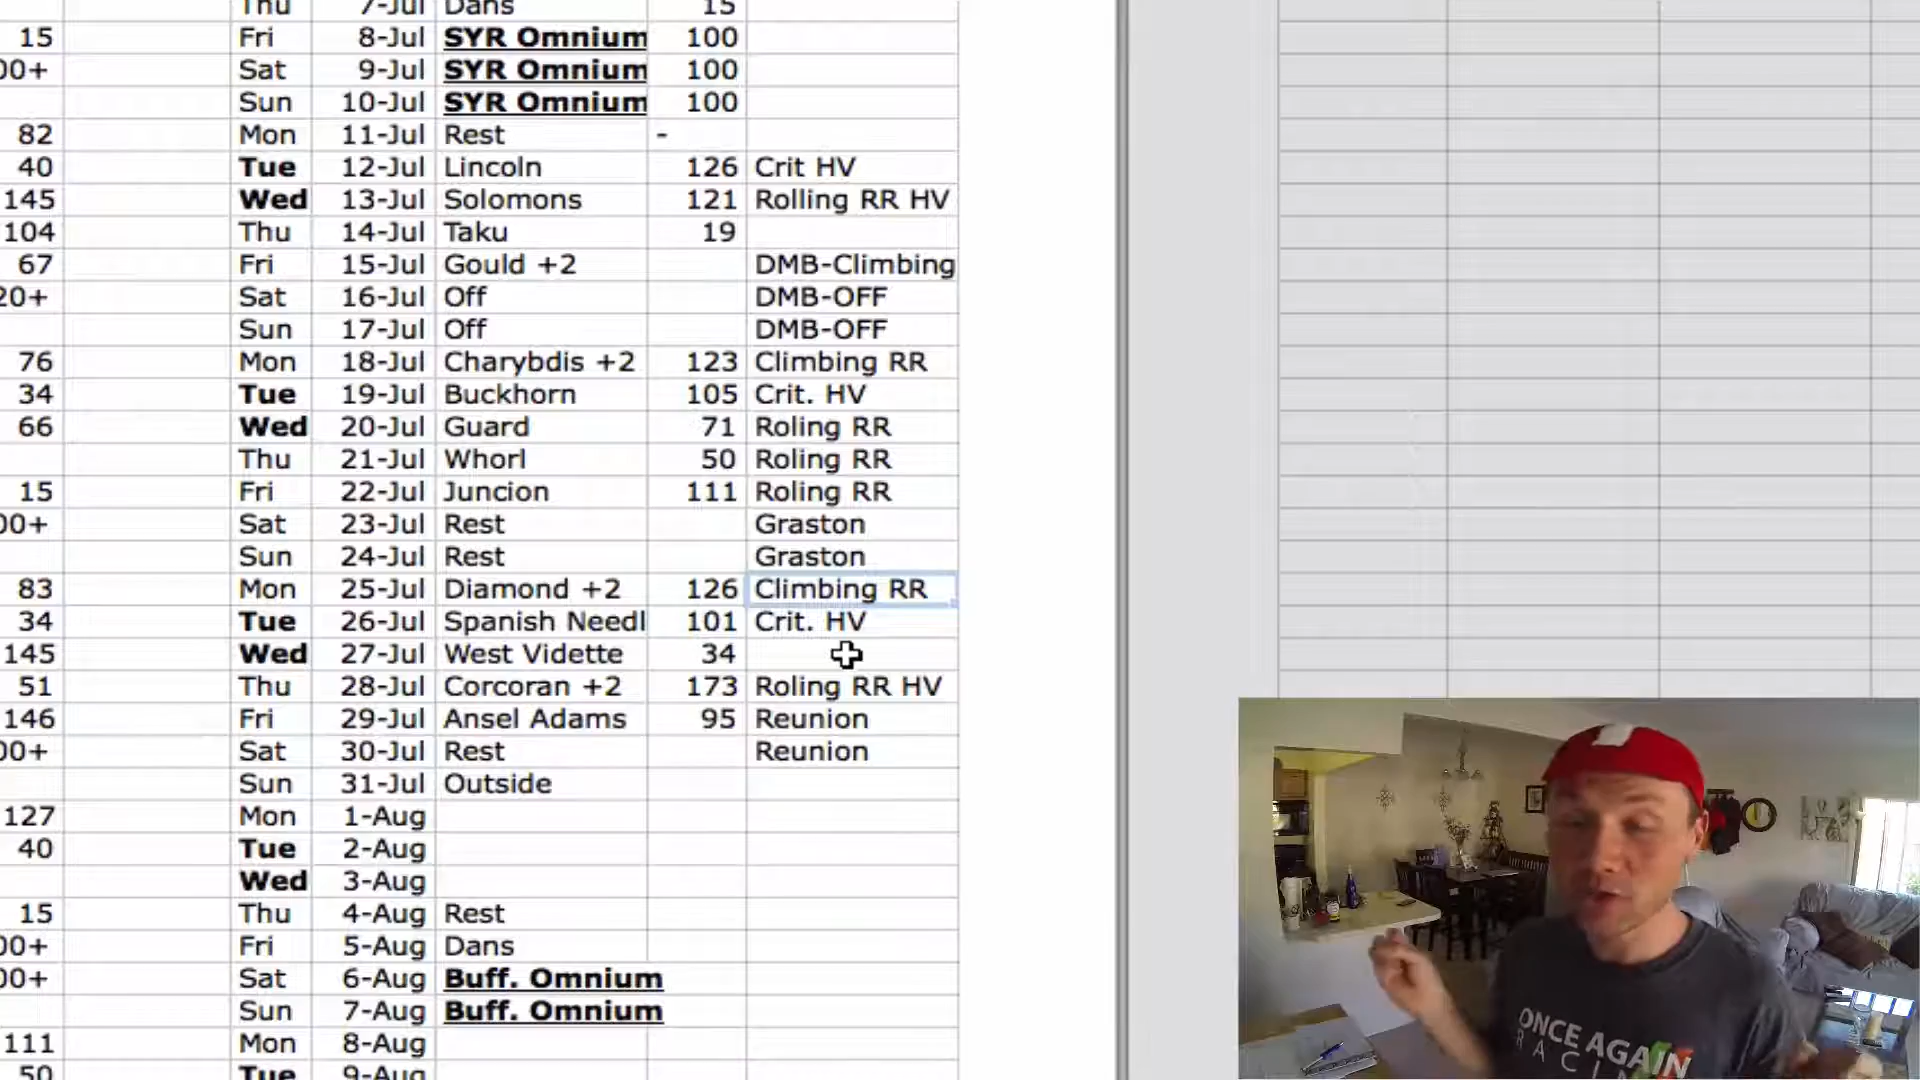 Thu 7-Jul Dans 15
15 Fri 8-Jul SYR Omnium 100
00+ Sat 9-Jul SYR Omnium 100
Sun 10-Jul SYR Omnium 100
82 Mon 11-Jul Rest -
40 Tue 12-Jul Lincoln 126 Crit HV
145 Wed 13-Jul Solomons 121 Rolling RR HV
104 Thu 14-Jul Taku 19
67 Fri 15-Jul Gould +2 DMB-Climbing
20+ Sat 16-Jul Off DMB-OFF
Sun 17-Jul Off DMB-OFF
76 Mon 18-Jul Charybdis +2 123 Climbing RR
34 Tue 19-Jul Buckhorn 105 Crit. HV
66 Wed 20-Jul Guard 71 Roling RR
Thu 21-Jul Whorl 50 Roling RR
15 Fri 22-Jul Juncion 111 Roling RR
00+ Sat 23-Jul Rest Graston
Sun 24-Jul Rest Graston
83 Mon 25-Jul Diamond +2 126 Climbing RR
34 Tue 26-Jul Spanish Needl 101 Crit. HV
145 Wed 27-Jul West Vidette 34
51 Thu 28-Jul Corcoran +2 173 Roling RR HV
146 Fri 29-Jul Ansel Adams 95 Reunion
00+ Sat 30-Jul Rest Reunion
Sun 31-Jul Outside
127 Mon 1-Aug
40 Tue 2-Aug
Wed 3-Aug
15 Thu 4-Aug Rest
00+ Fri 5-Aug Dans
00+ Sat 6-Aug Buff. Omnium
Sun 7-Aug Buff. Omnium
111 Mon 8-Aug
50 Tue 9-Aug
ONCE AGAIN
RACIN